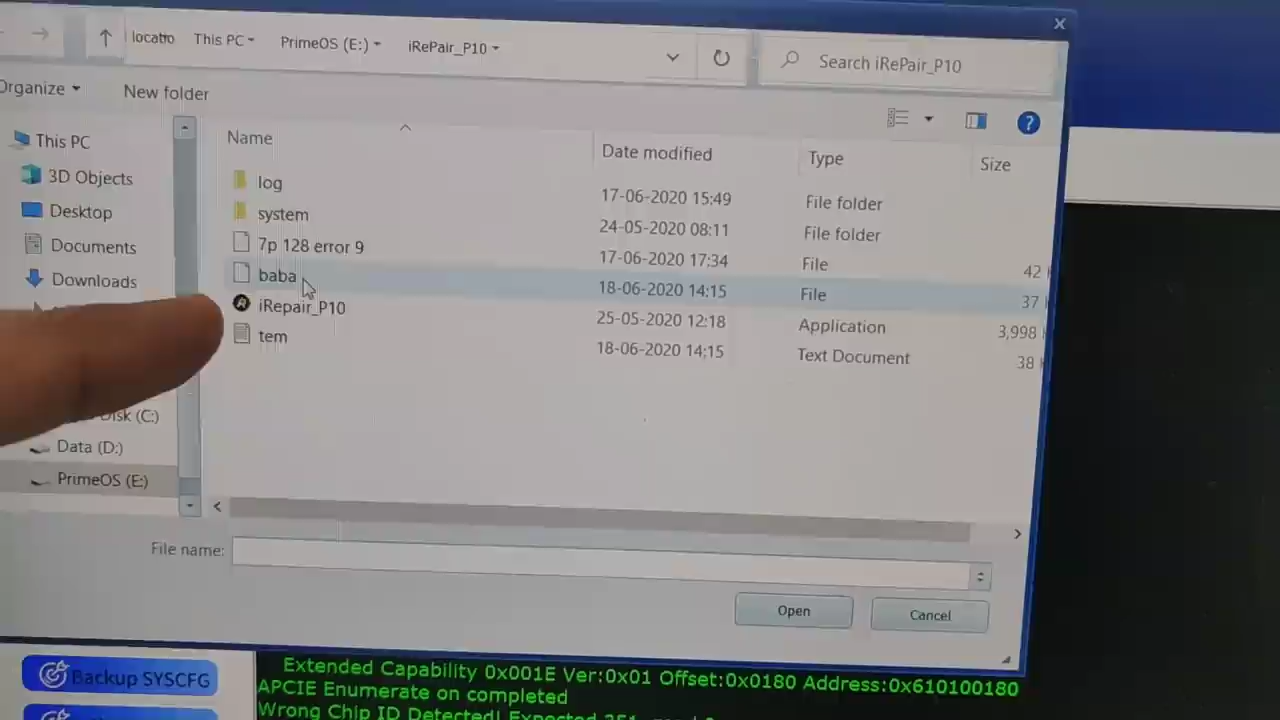 locatio This PC PrimeOS (E:) iRePair_P10 Search iRePair_P10
Organize New folder
Name Date modified Type Size
This PC
3D Objects
Desktop
Documents
Downloads
Disk (C:)
Data (D:)
PrimeOS (E:)
log 17-06-2020 15:49 File folder
system 24-05-2020 08:11 File folder
7p 128 error 9 17-06-2020 17:34 File 42
baba 18-06-2020 14:15 File 37
iRepair_P10 25-05-2020 12:18 Application 3,998
tem 18-06-2020 14:15 Text Document 38
File name:
Open Cancel
Backup SYSCFG
Extended Capability 0x001E Ver:0x01 Offset:0x0180 Address:0x610100180
APCIE Enumerate on completed
Wrong Chip ID Detected! Expected